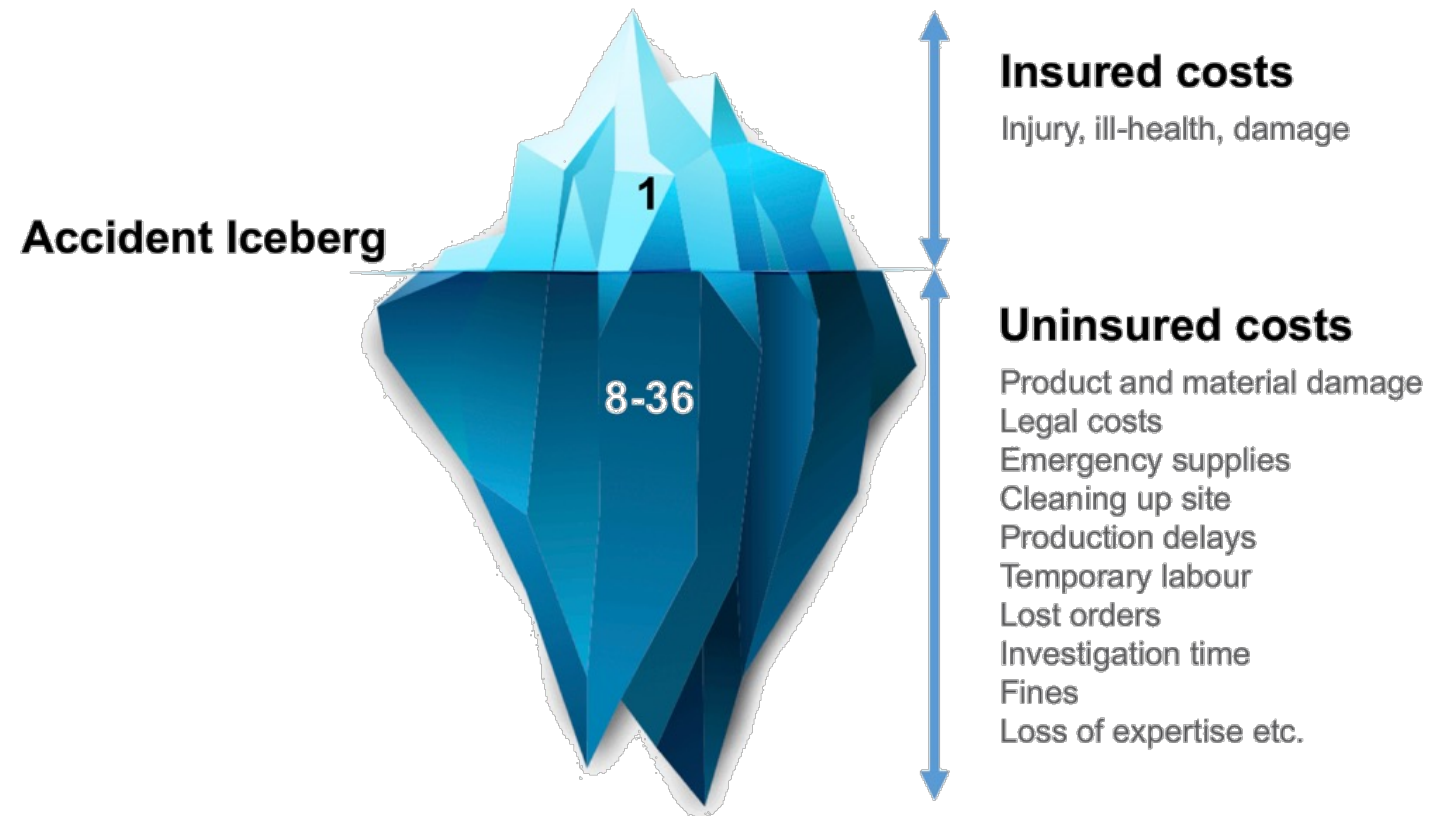 Insured costs
Injury, ill-health, damage
1
Accident Iceberg
Uninsured costs
8-36
Product and material damage
Legal costs
Emergency supplies
Cleaning up site
Production delays
Temporary labour
Lost orders
Investigation time
Fines
Loss of expertise etc.